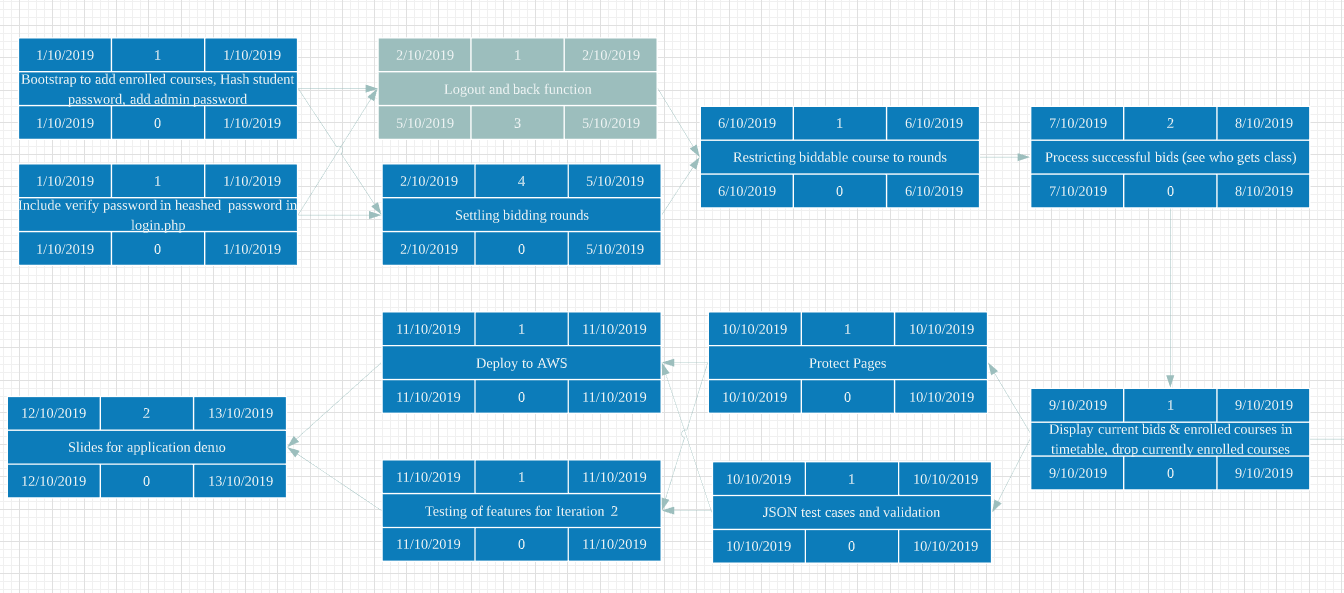 1/10/2019 1 1/10/2019
Bootstrap to add enrolled courses, Hash student
password, add admin password
1/10/2019 0 1/10/2019
2/10/2019 1 2/10/2019
Logout and back function
5/10/2019 3 5/10/2019
1/10/2019 1 1/10/2019
Include verify password in heashed password in
login.php
1/10/2019 0 1/10/2019
2/10/2019 4 5/10/2019
Settling bidding rounds
2/10/2019 0 5/10/2019
6/10/2019 1 6/10/2019
Restricting biddable course to rounds
6/10/2019 0 6/10/2019
7/10/2019 2 8/10/2019
Process successful bids (see who gets class)
7/10/2019 0 8/10/2019
11/10/2019 1 11/10/2019
Deploy to AWS
11/10/2019 0 11/10/2019
10/10/2019 1 10/10/2019
Protect Pages
10/10/2019 0 10/10/2019
9/10/2019 1 9/10/2019
Display current bids & enrolled courses in
timetable, drop currently enrolled courses
9/10/2019 0 9/10/2019
12/10/2019 2 13/10/2019
Slides for application demo
12/10/2019 0 13/10/2019
11/10/2019 1 11/10/2019
Testing of features for Iteration 2
11/10/2019 0 11/10/2019
10/10/2019 1 10/10/2019
JSON test cases and validation
10/10/2019 0 10/10/2019